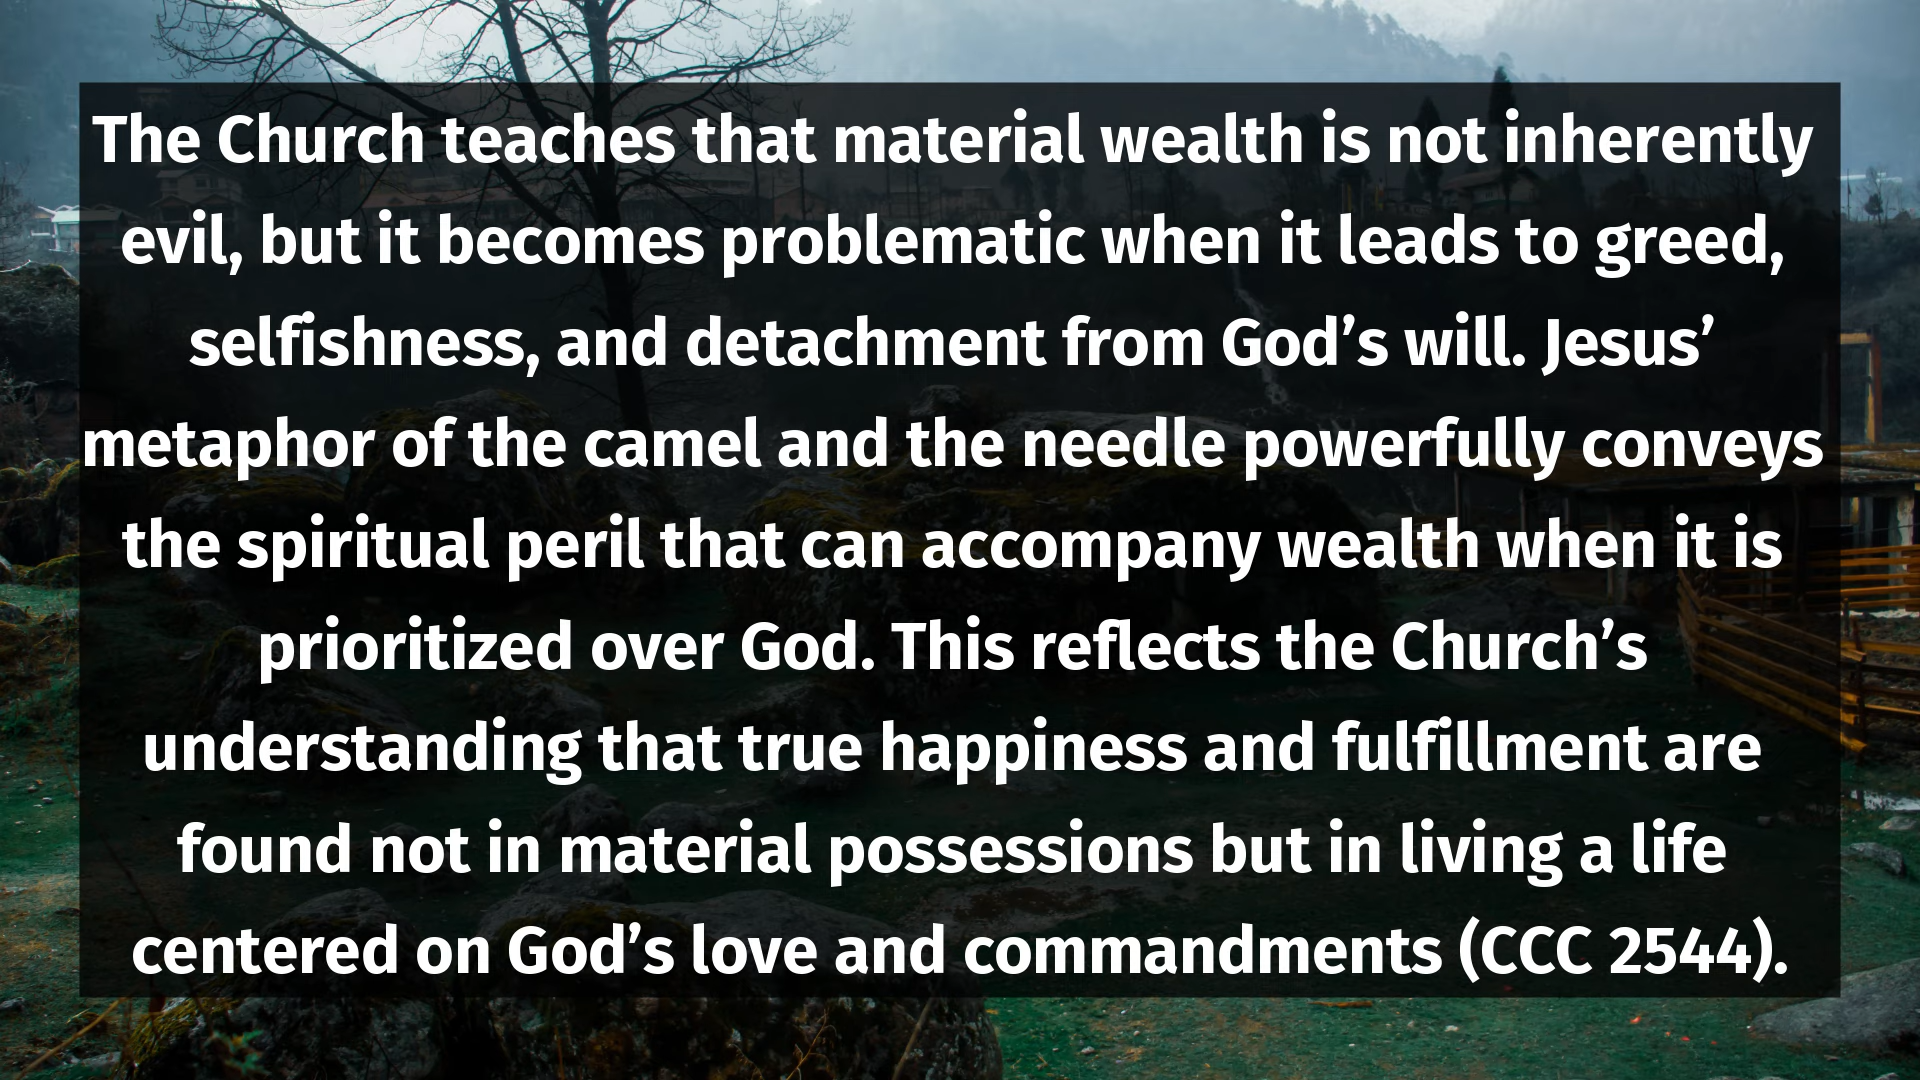 The Church teaches that material wealth is not inherently
evil, but it becomes problematic when it leads to greed,
selfishness, and detachment from God’s will. Jesus’
metaphor of the camel and the needle powerfully conveys
the spiritual peril that can accompany wealth when it is
prioritized over God. This reflects the Church’s
understanding that true happiness and fulfillment are
found not in material possessions but in living a life
centered on God’s love and commandments (CCC 2544).